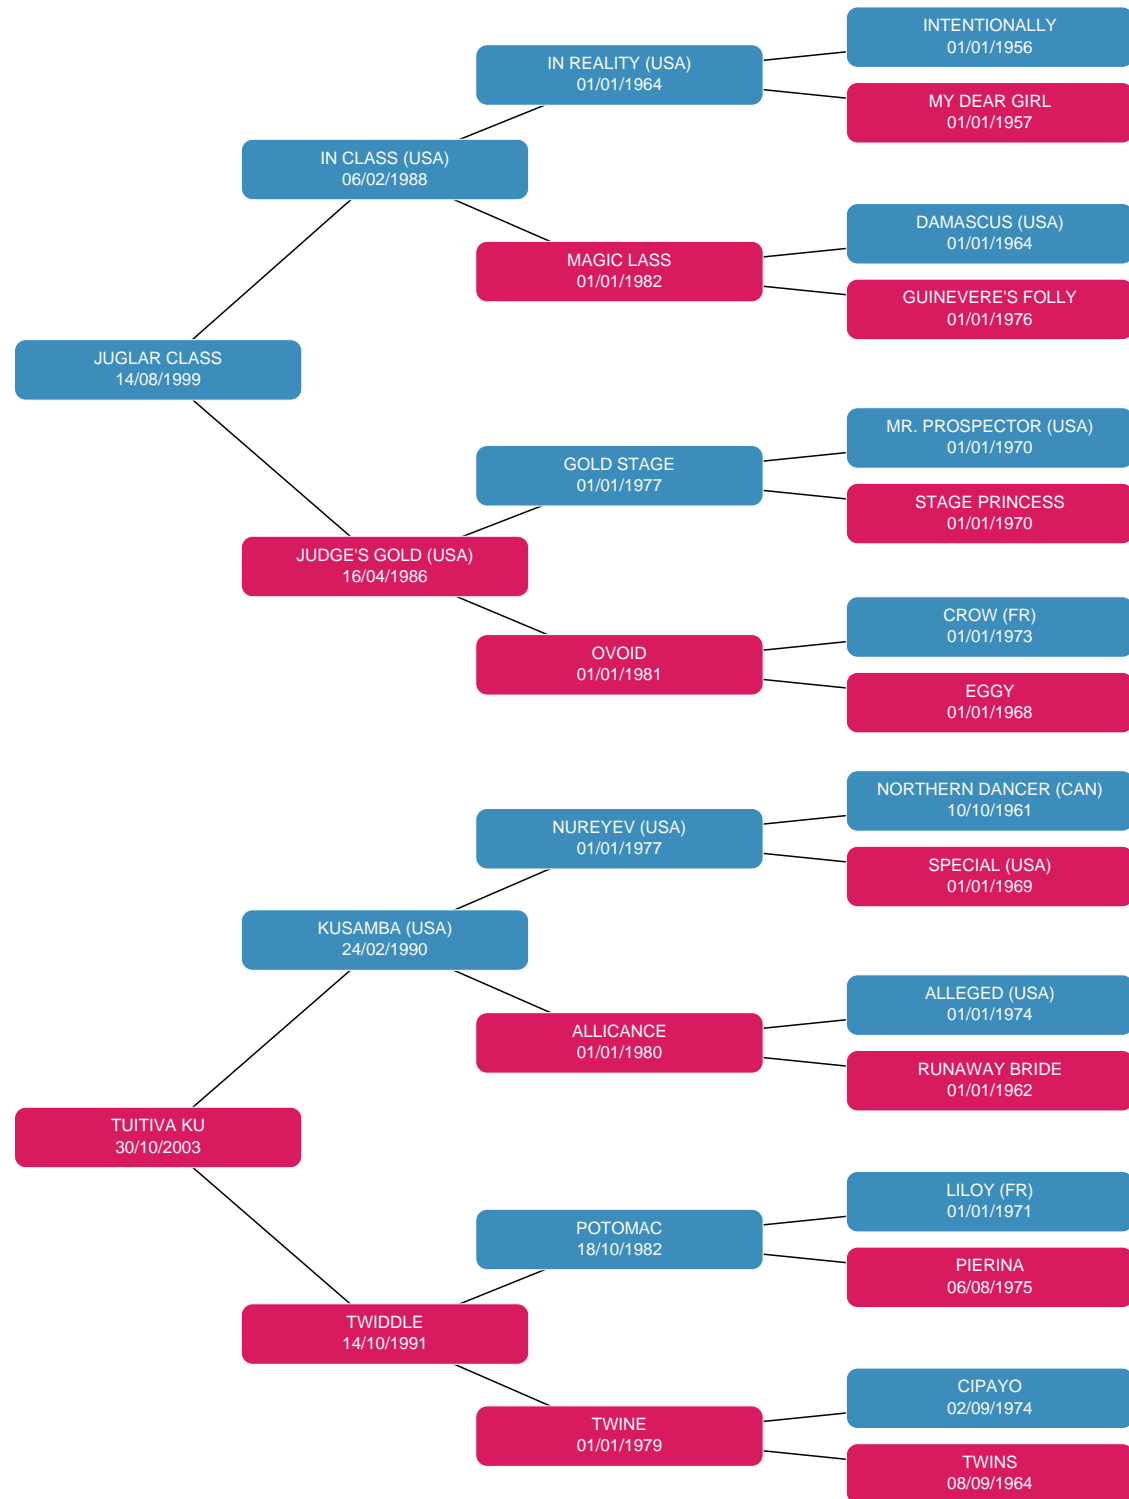 INTENTIONALLY
01/01/1956
IN REALITY (USA)
01/01/1964
MY DEAR GIRL
01/01/1957
IN CLASS (USA)
06/02/1988
DAMASCUS (USA)
01/01/1964
MAGIC LASS
01/01/1982
GUINEVERE'S FOLLY
01/01/1976
JUGLAR CLASS
14/08/1999
MR. PROSPECTOR (USA)
01/01/1970
GOLD STAGE
01/01/1977
STAGE PRINCESS
01/01/1970
JUDGE'S GOLD (USA)
16/04/1986
CROW (FR)
01/01/1973
OVOID
01/01/1981
EGGY
01/01/1968
NORTHERN DANCER (CAN)
10/10/1961
NUREYEV (USA)
01/01/1977
SPECIAL (USA)
01/01/1969
KUSAMBA (USA)
24/02/1990
ALLEGED (USA)
01/01/1974
ALLICANCE
01/01/1980
RUNAWAY BRIDE
01/01/1962
TUITIVA KU
30/10/2003
LILOY (FR)
01/01/1971
POTOMAC
18/10/1982
PIERINA
06/08/1975
TWIDDLE
14/10/1991
CIPAYO
02/09/1974
TWINE
01/01/1979
TWINS
08/09/1964